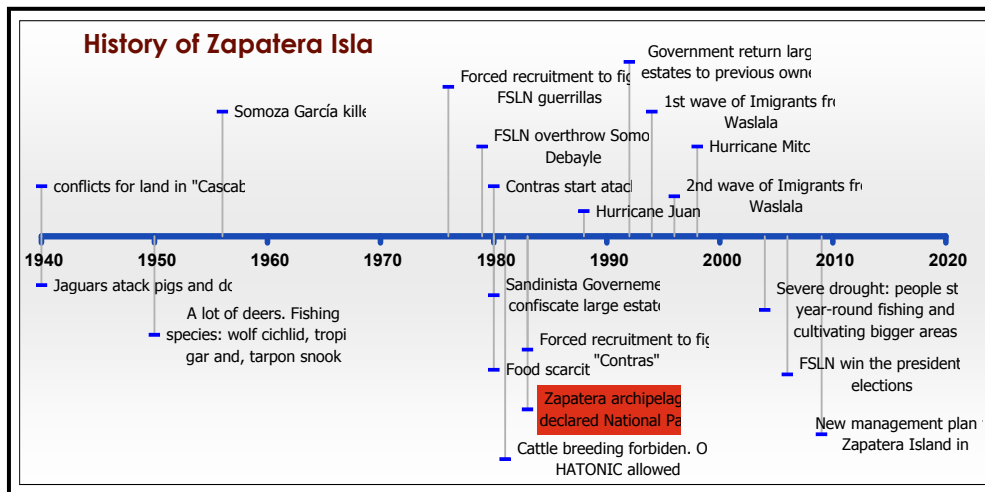 History of Zapatera Isla
Government return larg
estates to previous owne
Forced recruitment to fig
FSLN guerrillas
Somoza García kille
1st wave of Imigrants fr
Waslala
FSLN overthrow Somo
Debayle
Hurricane Mitc
conflicts for land in "Cascab
Contras start atac
2nd wave of Imigrants fr
Waslala
Hurricane Juan
1940 1950 1960 1970 1980 1990 2000 2010 2020
Jaguars attack pigs and do
Sandinista Governeme
confiscate large estate
Severe drought: people st
year-round fishing and
cultivating bigger areas
A lot of deers. Fishing
species: wolf cichlid, tropi
gar and, tarpon snook
Forced recruitment to fig
"Contras"
Food scarcit
FSLN win the president
elections
Zapatera archipelag
declared National Pa
New management plan
Zapatera Island in
Cattle breeding forbiden. O
HATONIC allowed